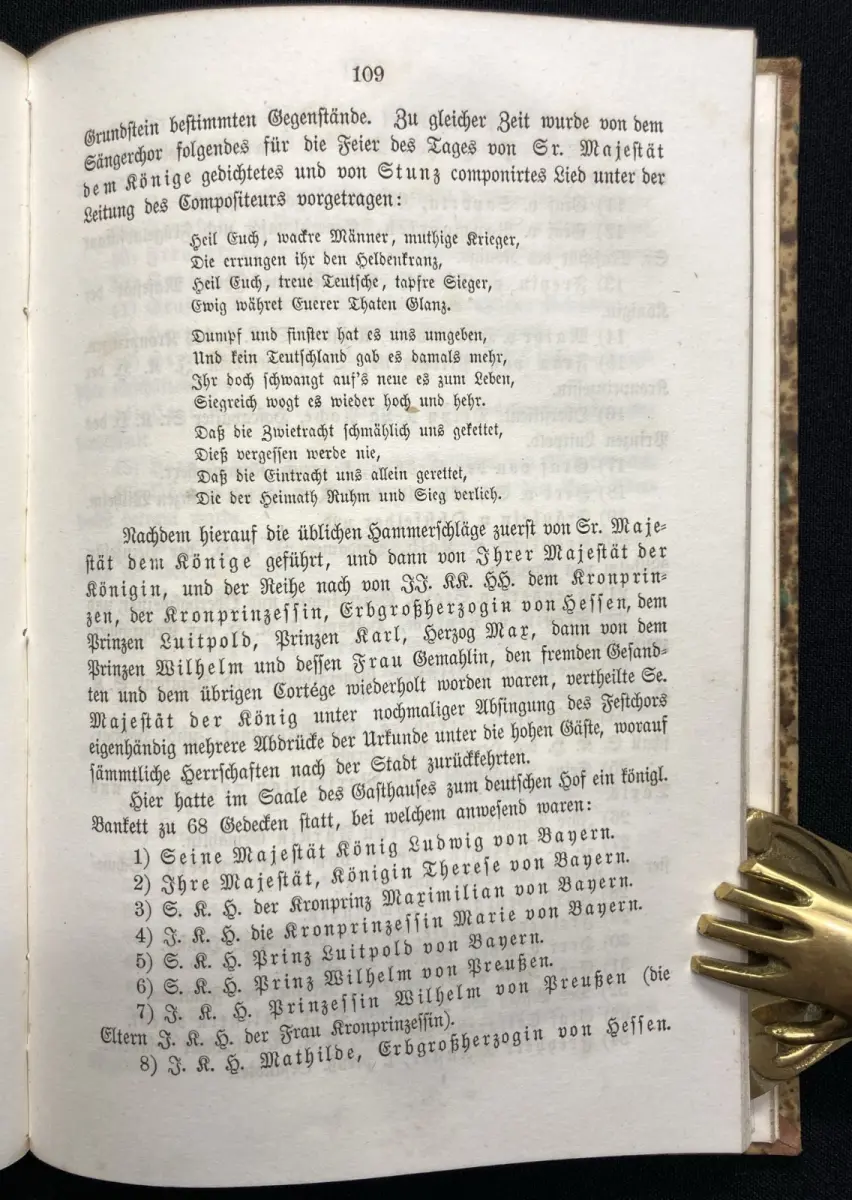 109
Grundstein bestimmten Gegenstände. Zu gleicher Zeit wurde von dem
Sängerchor folgendes für die Feier des Tages von Sr. Majestät
dem Könige gedichtetes und von Stunz componirtes Lied unter der
Leitung des Compositeurs vorgetragen:
Heil Euch, wackre Männer, muthige Krieger,
Die errungen ihr den Heldenkranz,
Heil Euch, treue Teutsche, tapfre Sieger,
Ewig währet Euerer Thaten Glanz.
Dumpf und finster hat es uns umgeben,
Und kein Teutschland gab es damals mehr,
Ihr doch schwangt auf's neue es zum Leben,
Siegreich wogt es wieder hoch und hehr.
Daß die Zwietracht schmählich uns gekettet,
Dieß vergessen werde nie,
Daß die Eintracht uns allein gerettet,
Die der Heimath Ruhm und Sieg verlich.
Nachdem hierauf die üblichen Hammerschläge zuerst von Sr. Maje-
stät dem Könige geführt, und dann von Ihrer Majestät der
Königin, und der Reihe nach von JJ. KK. HH. dem Kronprin-
zen, der Kronprinzessin, Erbgroßherzogin von Hessen, dem
Prinzen Luitpold, Prinzen Karl, Herzog Max, dann von dem
Prinzen Wilhelm und dessen Frau Gemahlin, den fremden Gesand-
ten und dem übrigen Cortége wiederholt worden waren, vertheilte Se.
Majestät der König unter nochmaliger Absingung des Festchors
eigenhändig mehrere Abdrücke der Urkunde unter die hohen Gäste, worauf
sämmtliche Herrschaften nach der Stadt zurückkehrten.
Hier hatte im Saale des Gasthauses zum deutschen Hof ein königl.
Bankett zu 68 Gedecken statt, bei welchem anwesend waren:
1) Seine Majestät König Ludwig von Bayern.
2) Ihre Majestät, Königin Therese von Bayern.
3) S. K. H. der Kronprinz Maximilian von Bayern.
4) J. K. H. die Kronprinzessin Marie von Bayern.
5) S. K. H. Prinz Luitpold von Bayern.
6) S. K. H. Prinz Wilhelm von Preußen.
7) J. K. H. Prinzessin Wilhelm von Preußen (die
Eltern J. K. H. der Frau Kronprinzessin).
8) J. K. H. Mathilde, Erbgroßherzogin von Hessen.